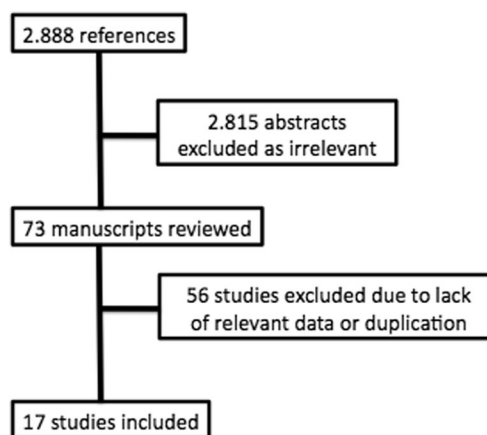 2.888 references
2.815 abstracts
excluded as irrelevant
73 manuscripts reviewed
56 studies excluded due to lack
of relevant data or duplication
17 studies included